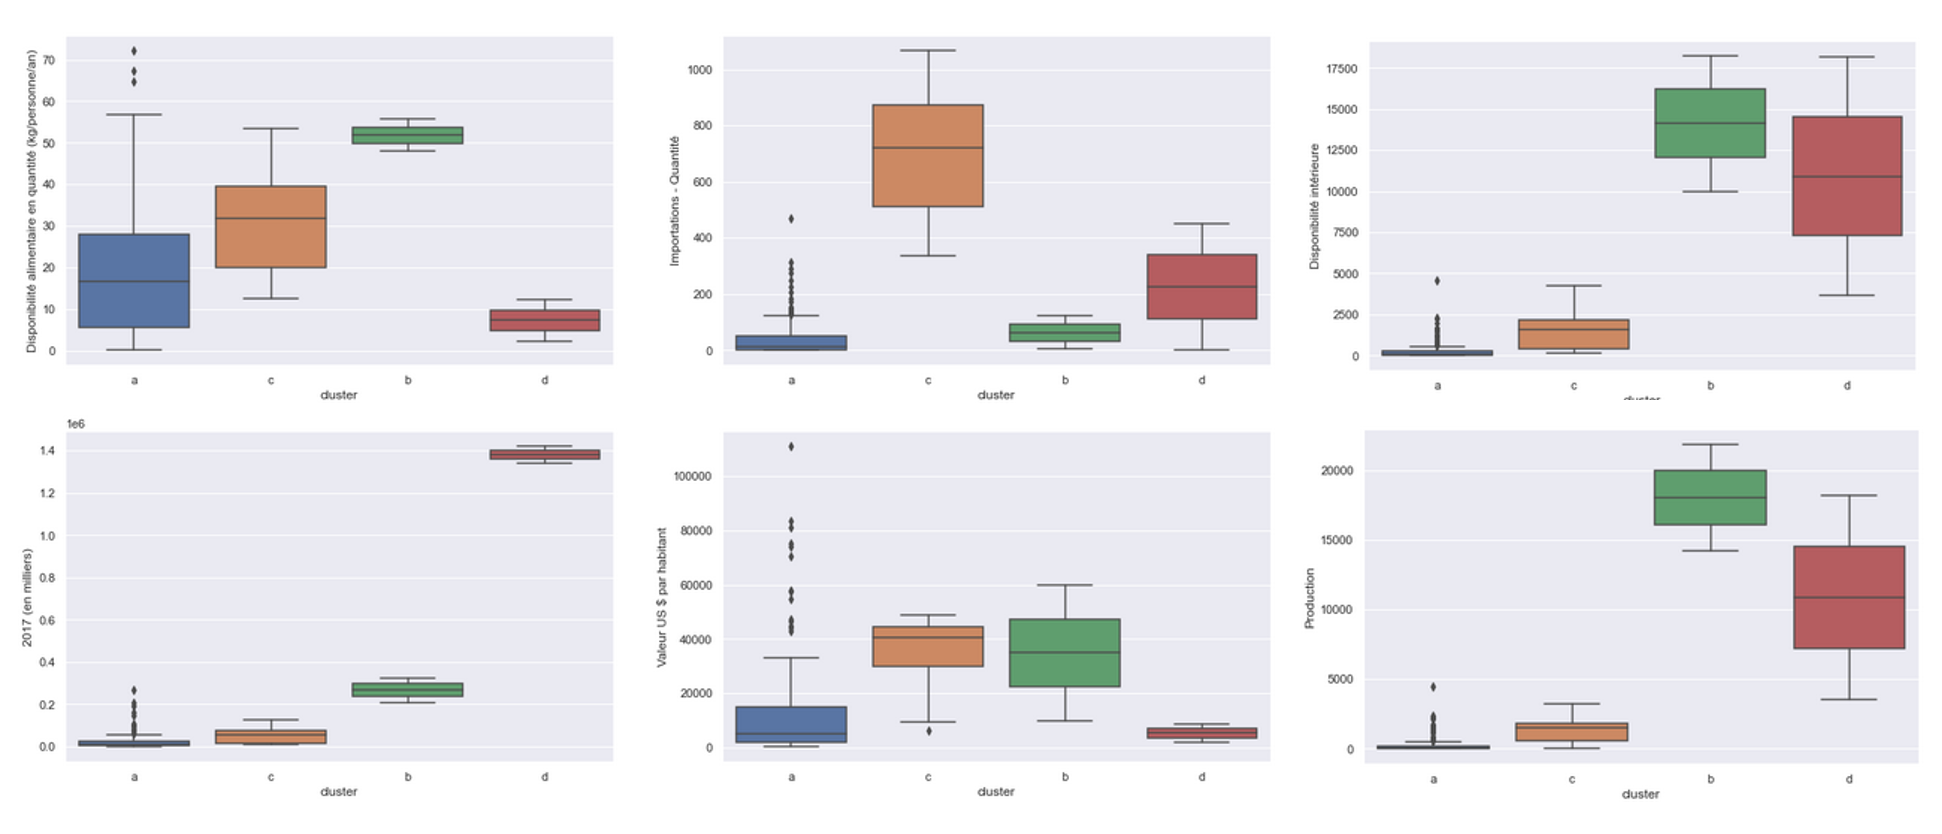 Disponibilité alimentaire en quantité (kg/personne/an)
70
60
50
40
30
20
10
0
a c b d
cluster
Importations - Quantité
1000
800
600
400
200
0
a c b d
cluster
Disponibilité intérieure
17500
15000
12500
10000
7500
5000
2500
0
a c b d
cluster
1e6
2017 (en milliers)
1.4
1.2
1.0
0.8
0.6
0.4
0.2
0.0
a c b d
cluster
Valeur US $ par habitant
100000
80000
60000
40000
20000
0
a c b d
cluster
Production
20000
15000
10000
5000
0
a c b d
cluster